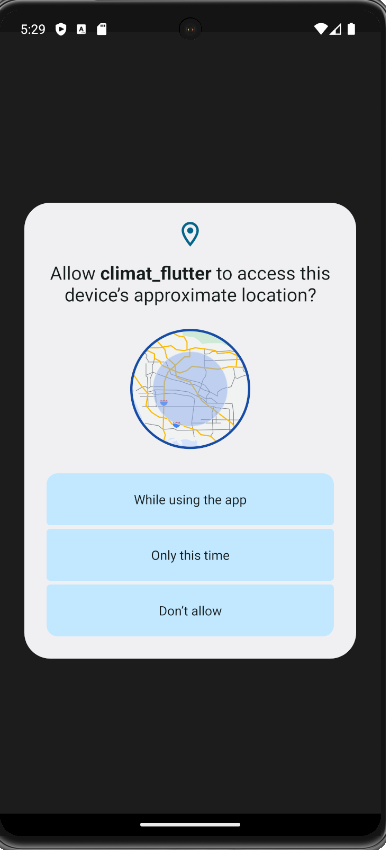 5:29
Allow climat_flutter to access this
device's approximate location?
While using the app
Only this time
Don't allow